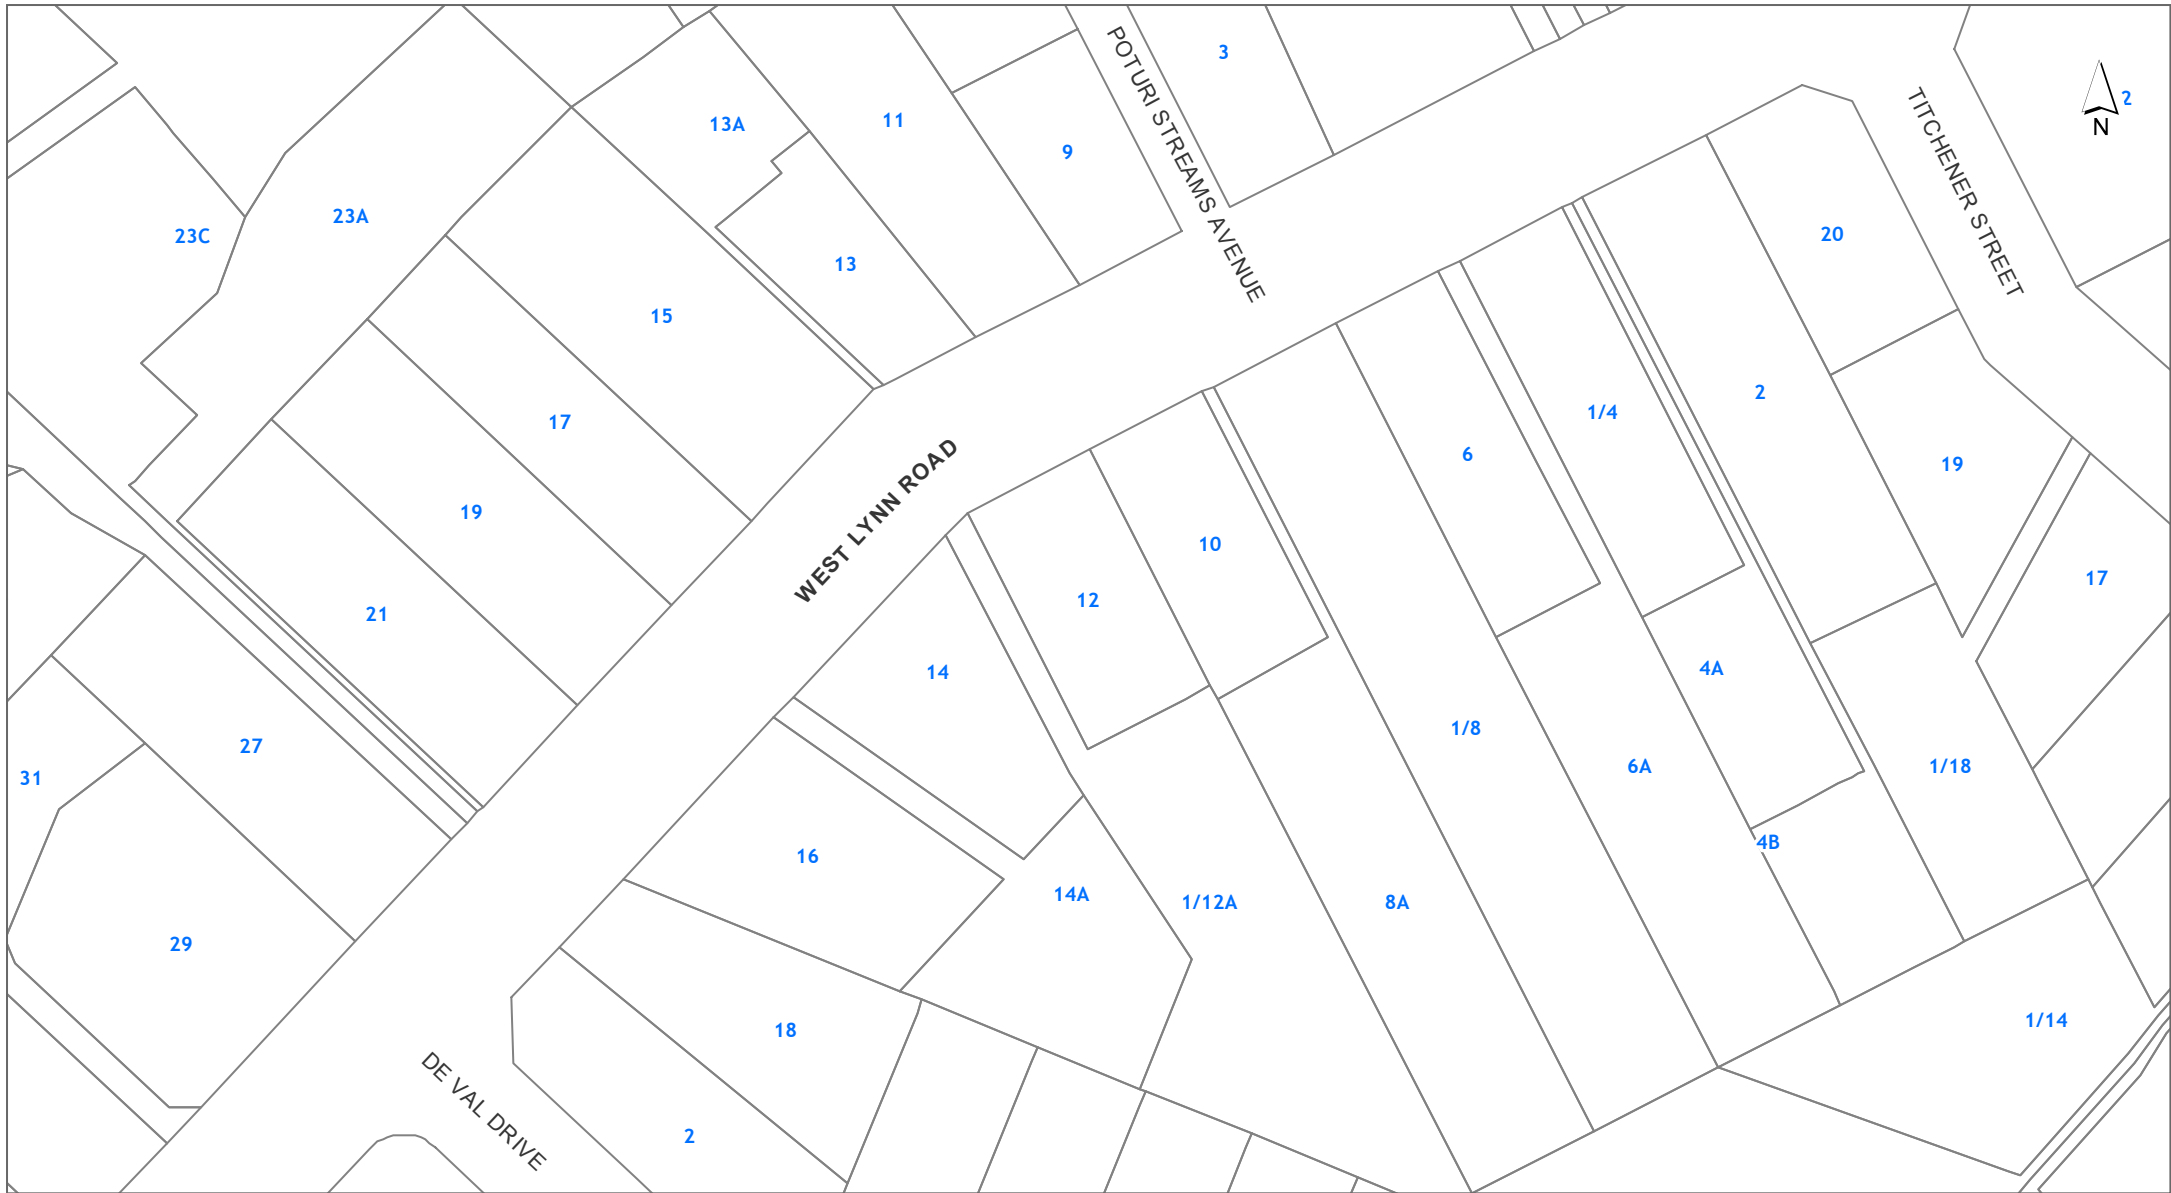 3
POTURI STREAMS AVENUE
TITCHENER STREET
2
N
13A
11
9
23C
23A
13
20
15
17
1/4
2
6
19
19
WEST LYNN ROAD
10
12
17
21
14
4A
27
31
1/8
6A
1/18
16
4B
14A
1/12A
8A
29
18
1/14
DE VAL DRIVE
2